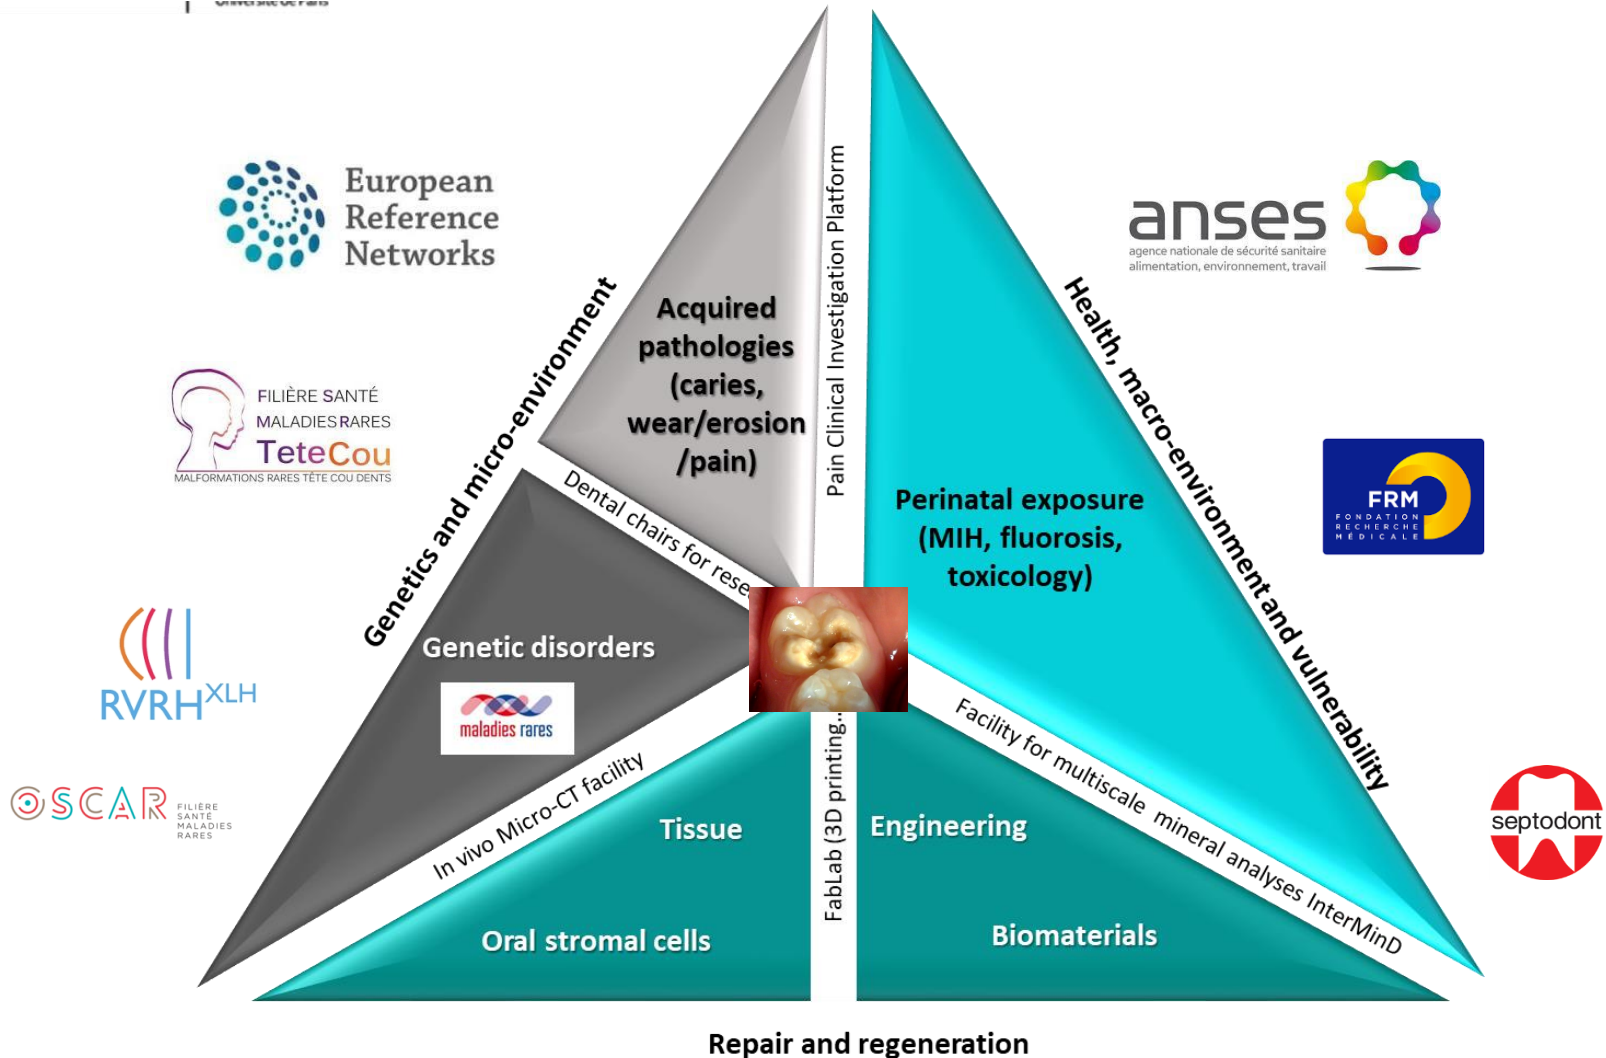 Université de Paris
European
Reference
Networks
anses
agence nationale de sécurité sanitaire
alimentation, environnement, travail
FILIÈRE SANTÉ
MALADIES RARES
TeteCou
MALFORMATIONS RARES TÊTE COU DENTS
FRM
FONDATION
RECHERCHE
MÉDICALE
RVRH XLH
OSCAR
FILIÈRE
SANTÉ
MALADIES
RARES
septodont
Genetics and micro-environment
Health, macro-environment and vulnerability
Acquired
pathologies
(caries,
wear/erosion
/pain)
Pain Clinical Investigation Platform
Perinatal exposure
(MIH, fluorosis,
toxicology)
Dental chairs for rese
Genetic disorders
maladies rares
In vivo Micro-CT facility
Tissue
Oral stromal cells
FabLab (3D printing..
Engineering
Biomaterials
Facility for multiscale mineral analyses InterMinD
Repair and regeneration